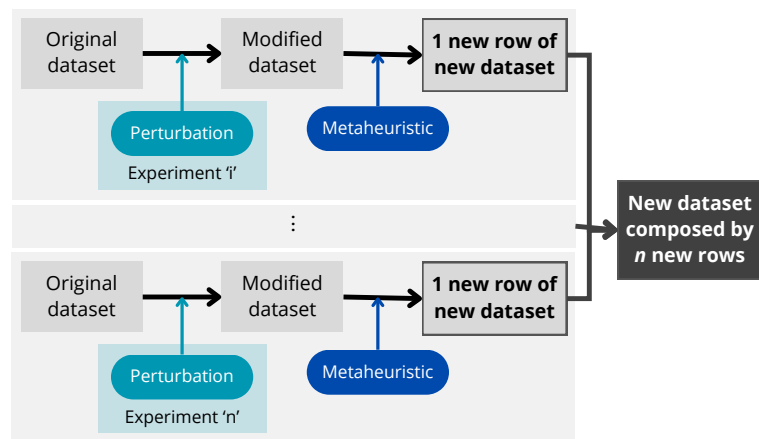 Original
dataset
Modified
dataset
1 new row of
new dataset
Perturbation
Metaheuristic
Experiment ‘i’
⋮
New dataset
composed by
n new rows
Original
dataset
Modified
dataset
1 new row of
new dataset
Perturbation
Metaheuristic
Experiment ‘n’